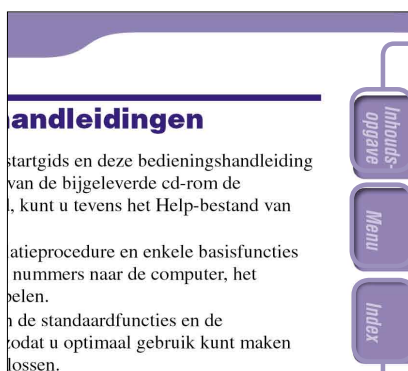 andleidingen
startgids en deze bedieningshandleiding
van de bijgeleverde cd-rom de
kunt u tevens het Help-bestand van
atieprocedure en enkele basisfuncties
nummers naar de computer, het
de standaardfuncties en de
zodat u optimaal gebruik kunt maken
lossen.
Inhouds-
opgave
Menu
Index